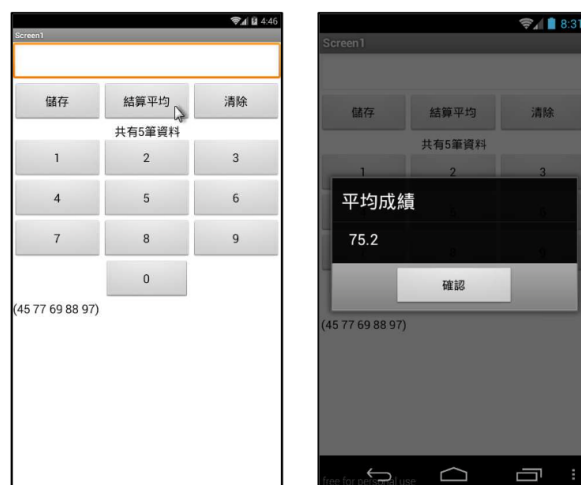 4:46
Screen1
儲存 結算平均 清除
共有5筆資料
1 2 3
4 5 6
7 8 9
0
(45 77 69 88 97)
8:31
Screen1
儲存 結算平均 清除
共有5筆資料
1 2 3
平均成績
75.2
確認
(45 77 69 88 97)
free for personal use